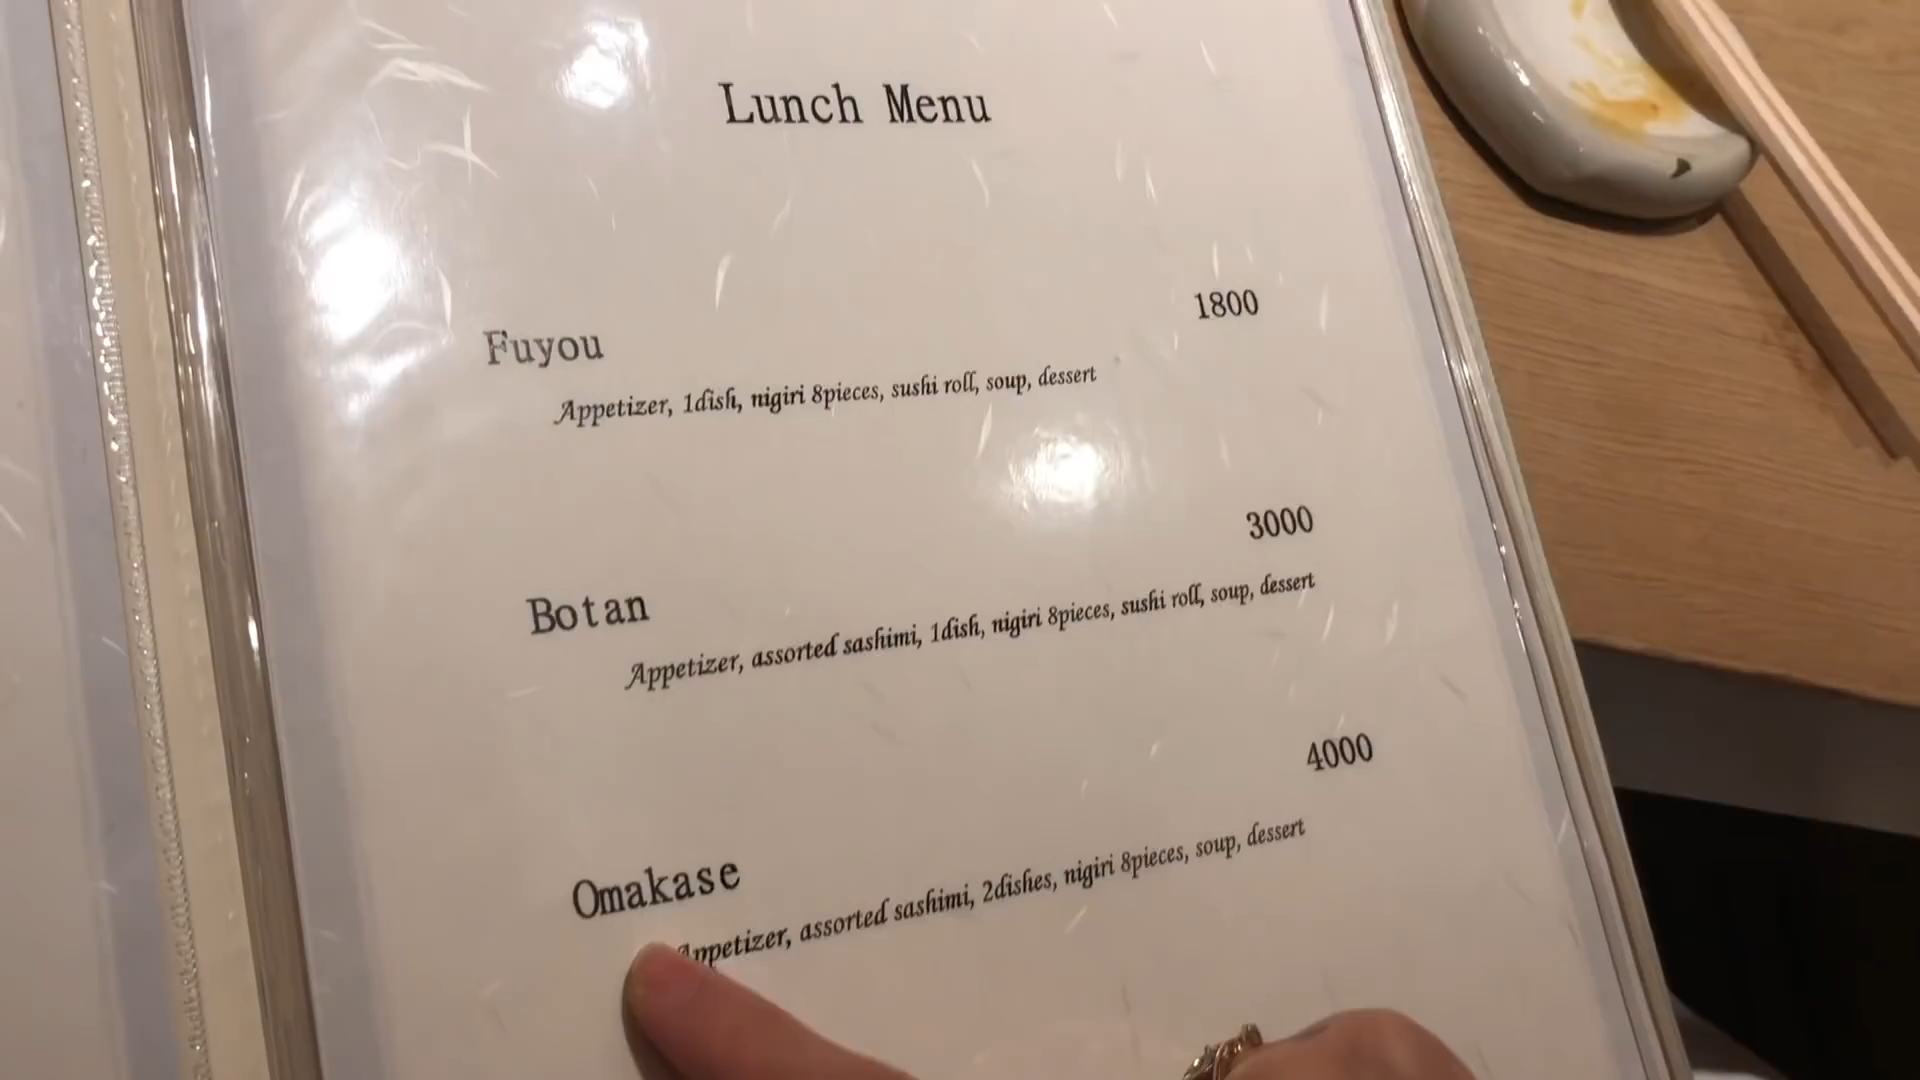 Lunch Menu
1800
Fuyou
Appetizer, 1dish, nigiri 8pieces, sushi roll, soup, dessert
3000
Botan
Appetizer, assorted sashimi, 1dish, nigiri 8pieces, sushi roll, soup, dessert
4000
Omakase
Appetizer, assorted sashimi, 2dishes, nigiri 8pieces, soup, dessert